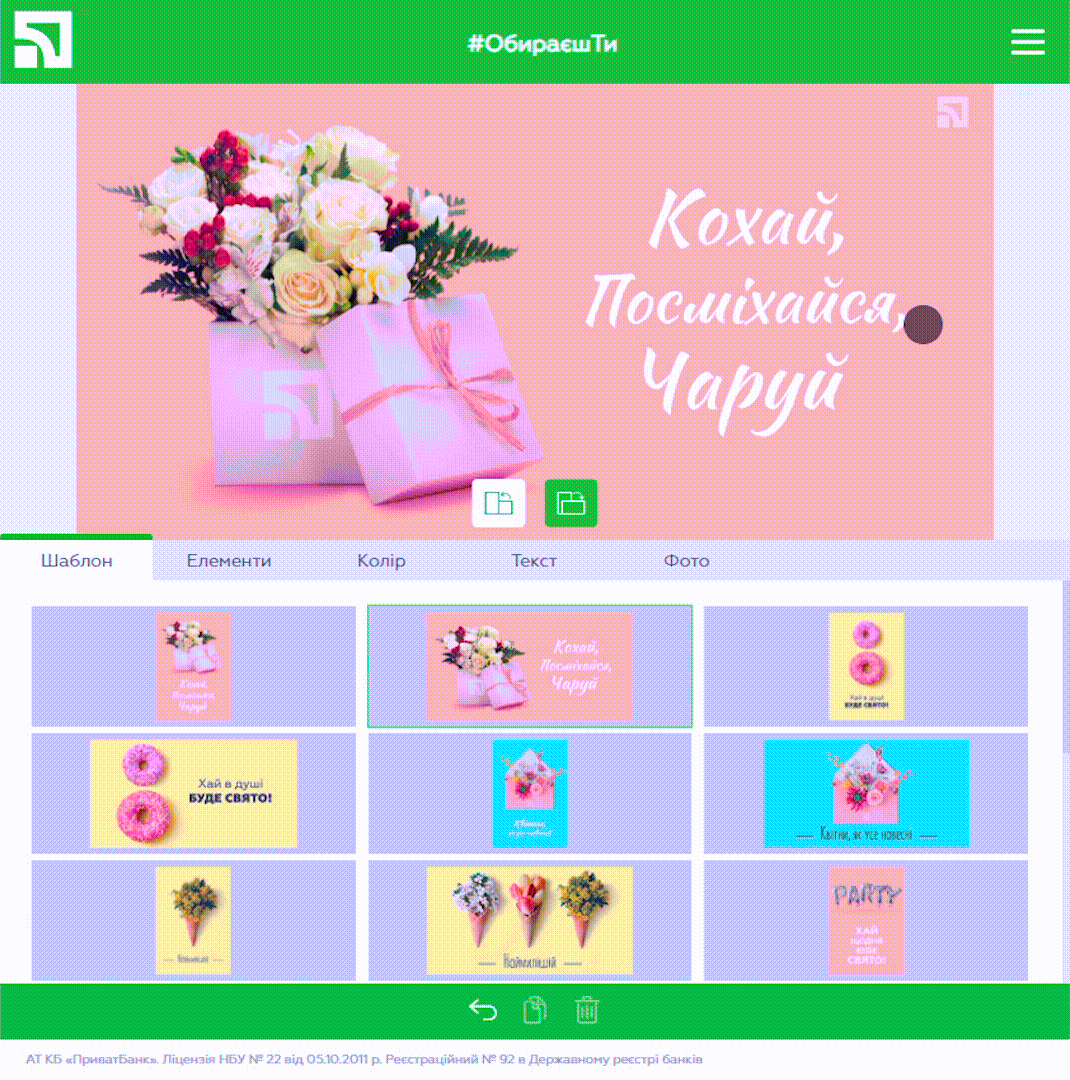 #ОбираєшТи
Кохай,
Посміхайся,
Чаруй
Шаблон
Елементи
Колір
Текст
Фото
Кохай,
Посміхайся,
Чаруй
Кохай,
Посміхайся,
Чаруй
Хай в душі
БУДЕ СВЯТО!
Хай в душі
БУДЕ СВЯТО!
Квітни,
Квітни, як усе навесні
Наймиліший
Наймиліший
PARTY
ХАЙ
ЩОДНЯ
БУДЕ
СВЯТО!
АТ КБ «ПриватБанк». Ліцензія НБУ № 22 від 05.10.2011 р. Реєстраційний № 92 в Державному реєстрі банків